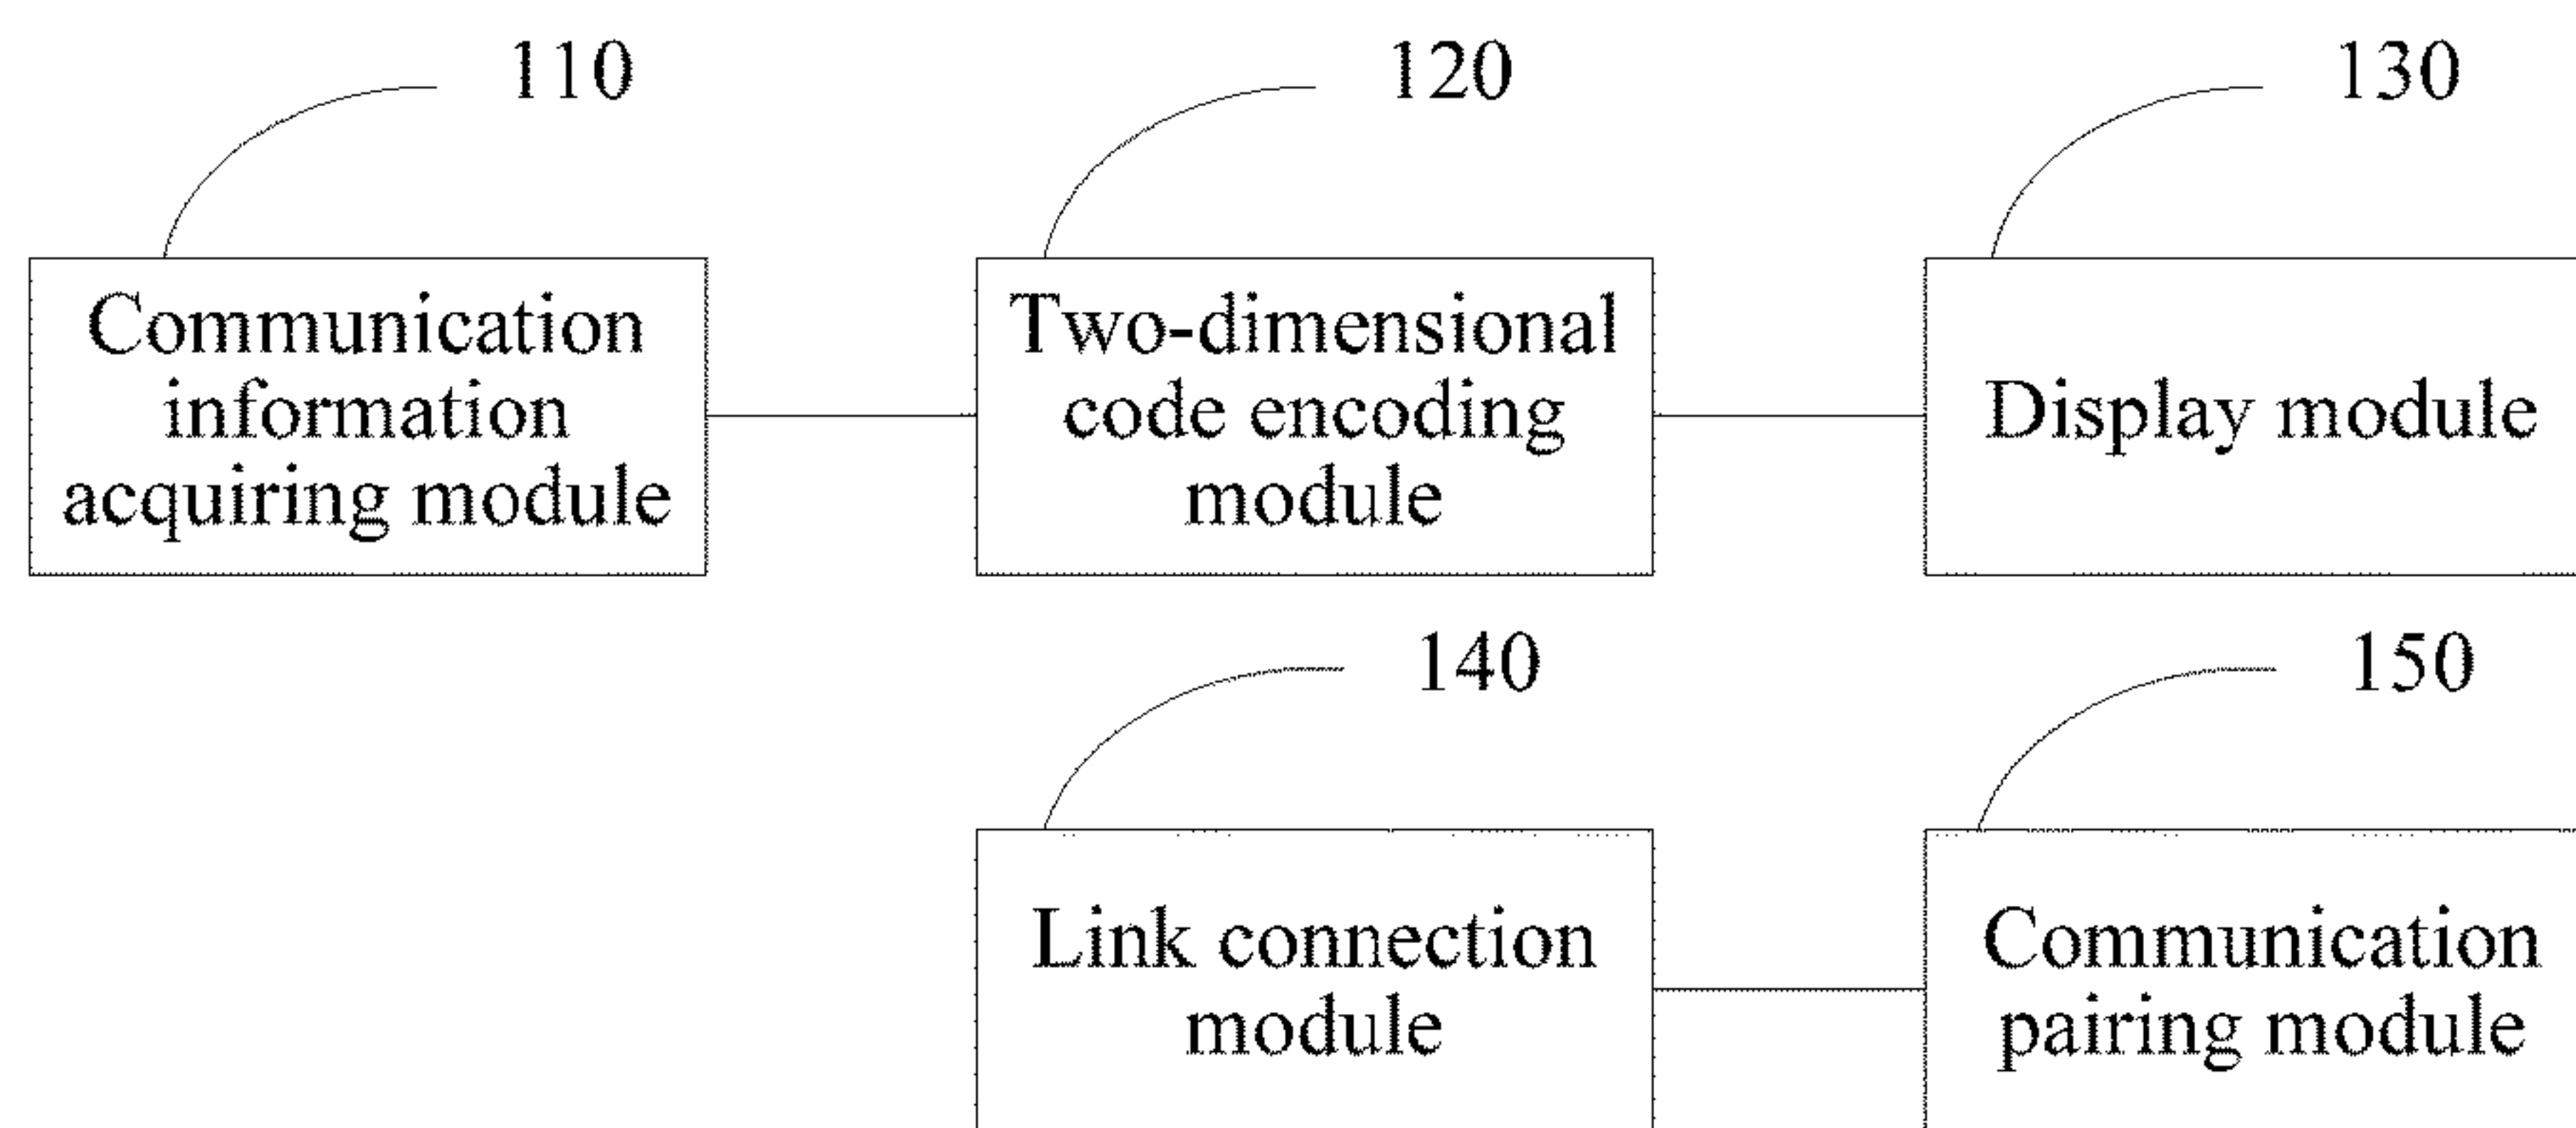 110
120
130
Communication
information
acquiring module
Two-dimensional
code encoding
module
Display module
140
150
Link connection
module
Communication
pairing module